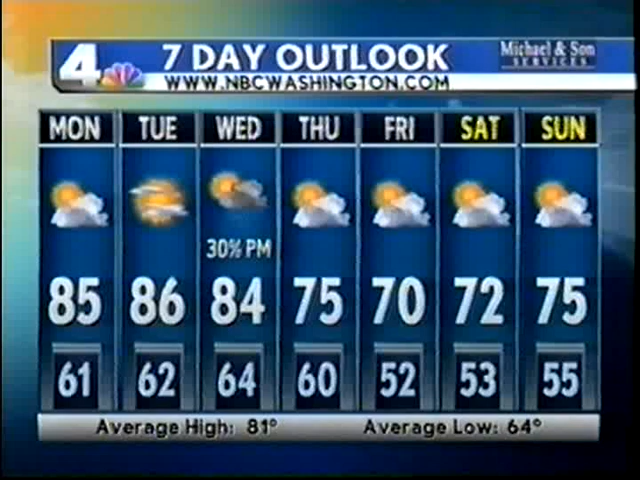 4 7 DAY OUTLOOK Michael & Son
SERVICES
WWW.NBCWASHINGTON.COM
MON TUE WED THU FRI SAT SUN
30% PM
85 86 84 75 70 72 75
61 62 64 60 52 53 55
Average High: 81° Average Low: 64°